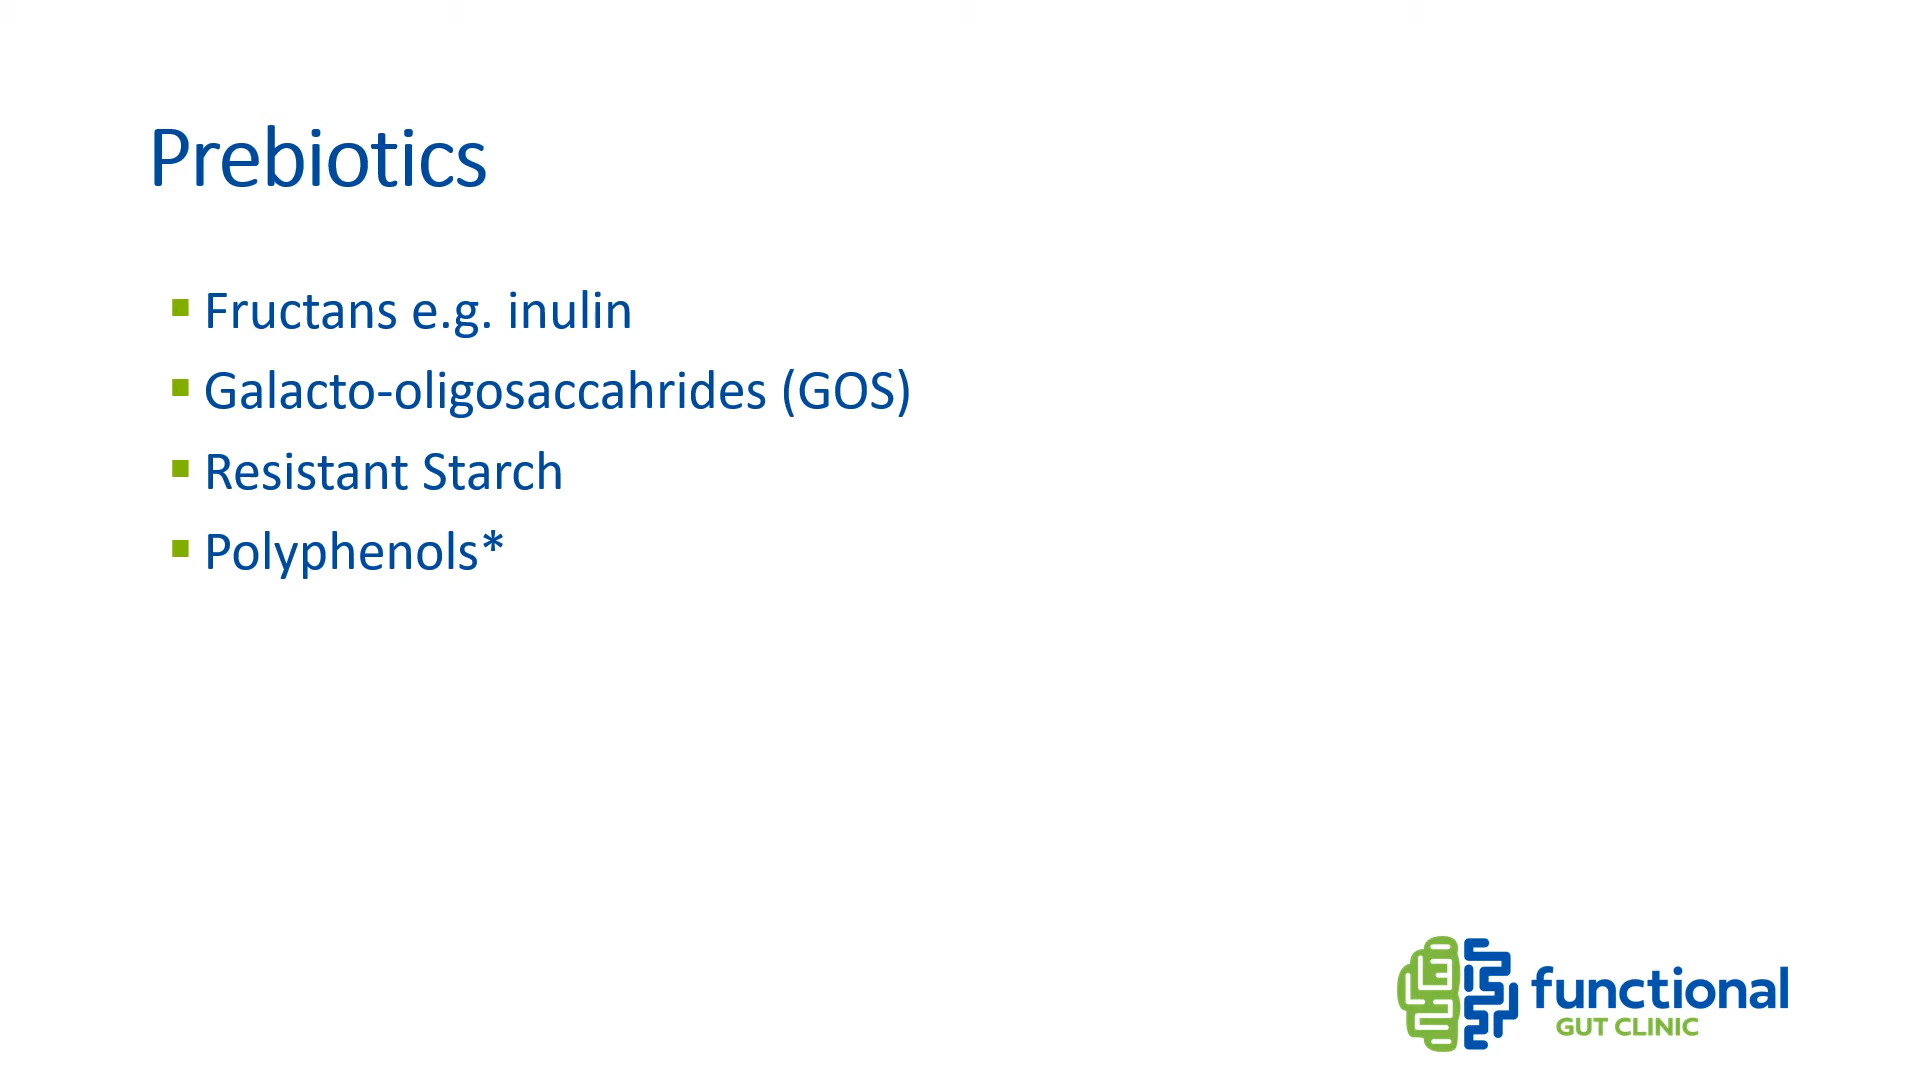 Prebiotics
Fructans e.g. inulin
Galacto-oligosaccahrides (GOS)
Resistant Starch
Polyphenols*
functional
GUT CLINIC